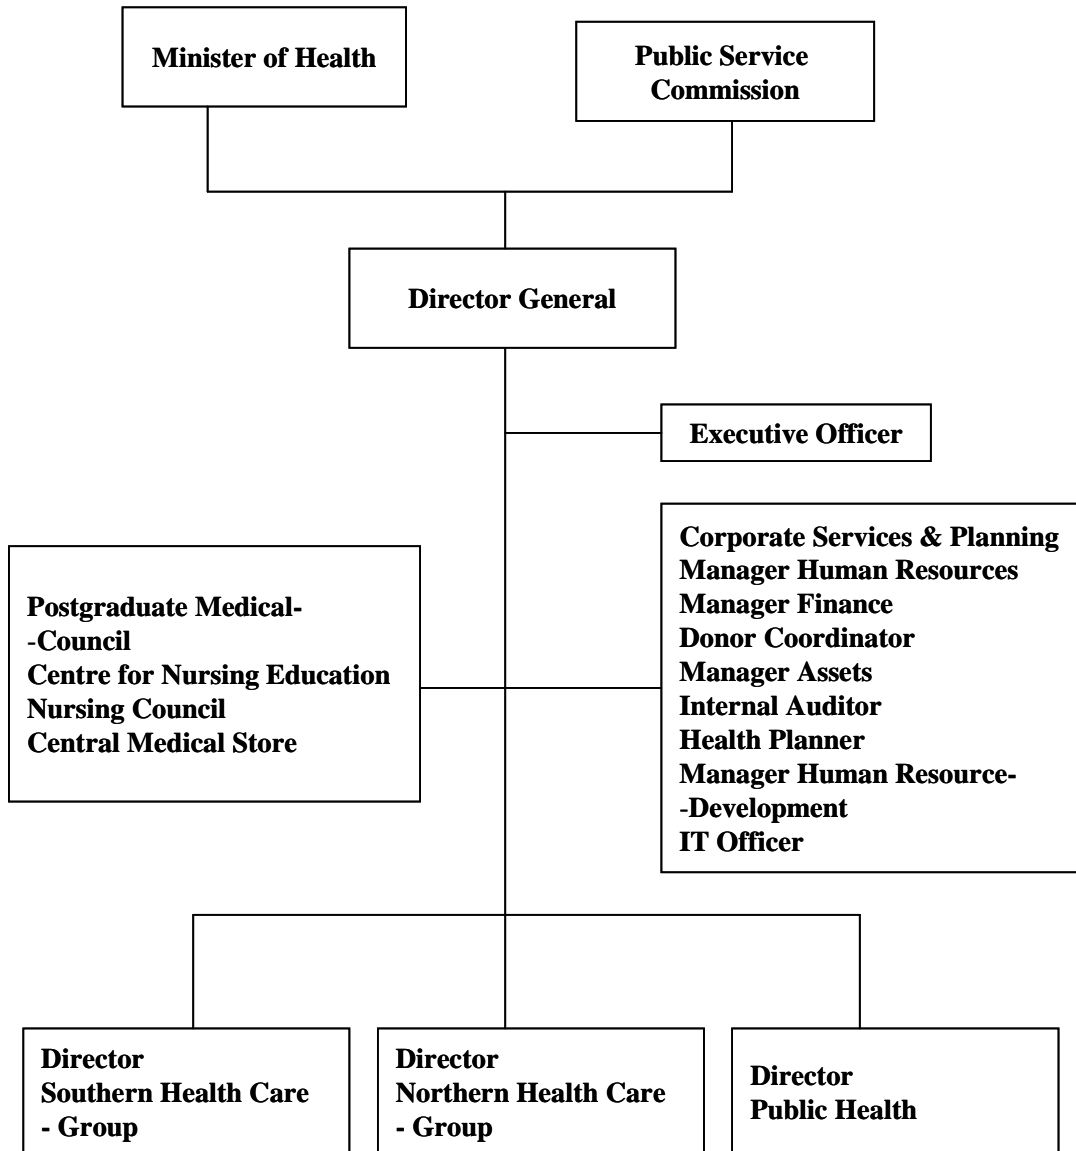 Minister of Health
Public Service
Commission
Director General
Executive Officer
Postgraduate Medical-
-Council
Centre for Nursing Education
Nursing Council
Central Medical Store
Corporate Services & Planning
Manager Human Resources
Manager Finance
Donor Coordinator
Manager Assets
Internal Auditor
Health Planner
Manager Human Resource-
-Development
IT Officer
Director
Southern Health Care
- Group
Director
Northern Health Care
- Group
Director
Public Health